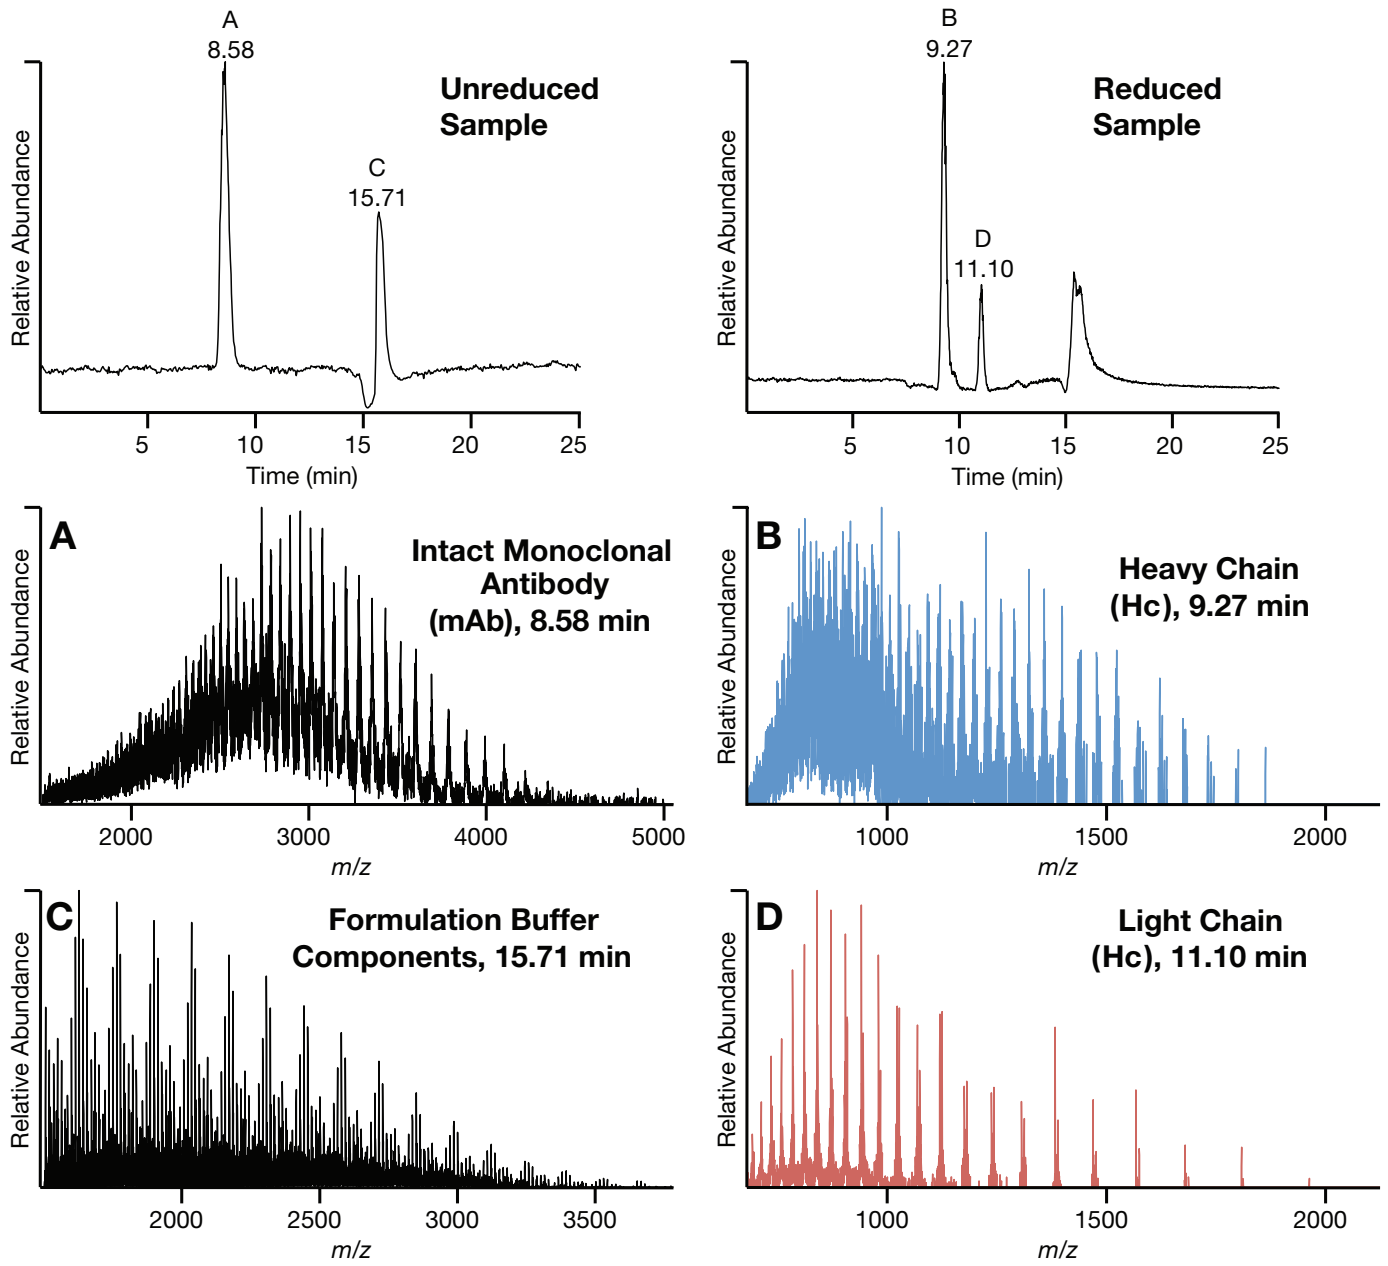 A
8.58
Unreduced
Sample
C
15.71
Relative Abundance
5 10 15 20 25
Time (min)
B
9.27
Reduced
Sample
D
11.10
Relative Abundance
5 10 15 20 25
Time (min)
A
Intact Monoclonal
Antibody
(mAb), 8.58 min
Relative Abundance
2000 3000 4000 5000
m/z
B
Heavy Chain
(Hc), 9.27 min
Relative Abundance
1000 1500 2000
m/z
C
Formulation Buffer
Components, 15.71 min
Relative Abundance
2000 2500 3000 3500
m/z
D
Light Chain
(Hc), 11.10 min
Relative Abundance
1000 1500 2000
m/z